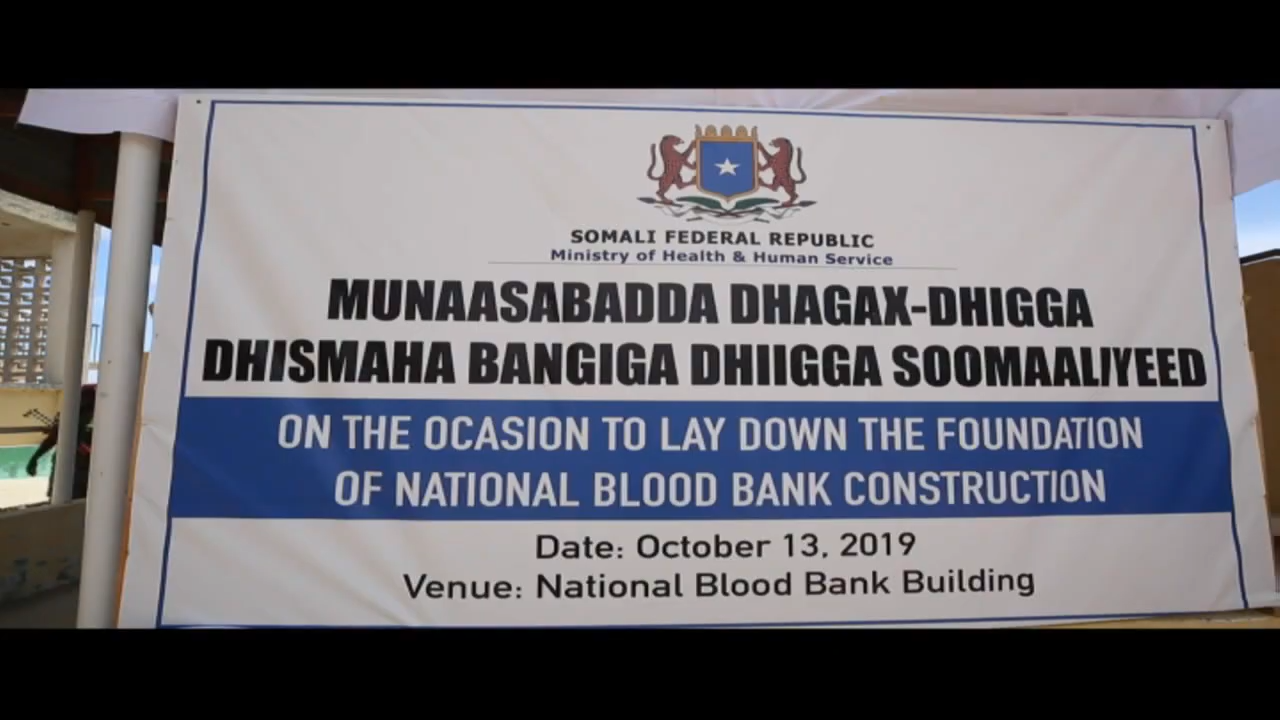 SOMALI FEDERAL REPUBLIC
Ministry of Health & Human Service
MUNAASABADDA DHAGAX-DHIGGA
DHISMAHA BANGIGA DHIIGGA SOOMAALIYEED
ON THE OCASION TO LAY DOWN THE FOUNDATION
OF NATIONAL BLOOD BANK CONSTRUCTION
Date: October 13, 2019
Venue: National Blood Bank Building